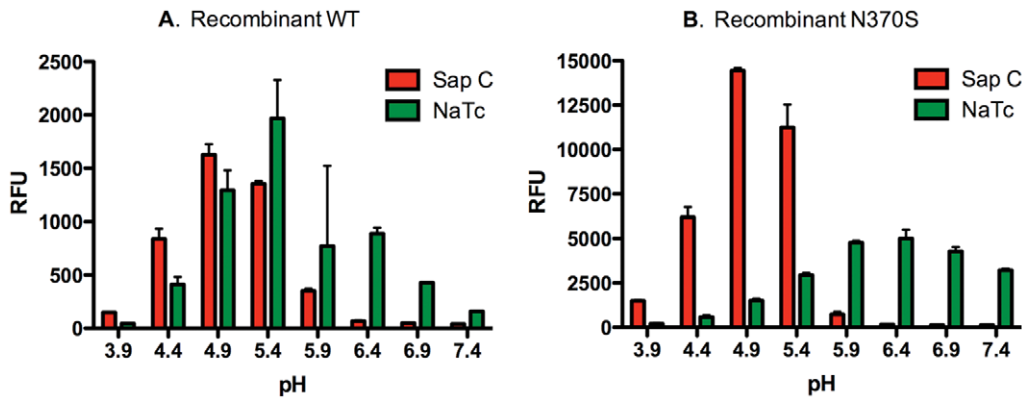 A. Recombinant WT
2500
2000
1500
1000
500
0
RFU
Sap C
NaTc
3.9 4.4 4.9 5.4 5.9 6.4 6.9 7.4
pH
B. Recombinant N370S
15000
12500
10000
7500
5000
2500
0
RFU
Sap C
NaTc
3.9 4.4 4.9 5.4 5.9 6.4 6.9 7.4
pH